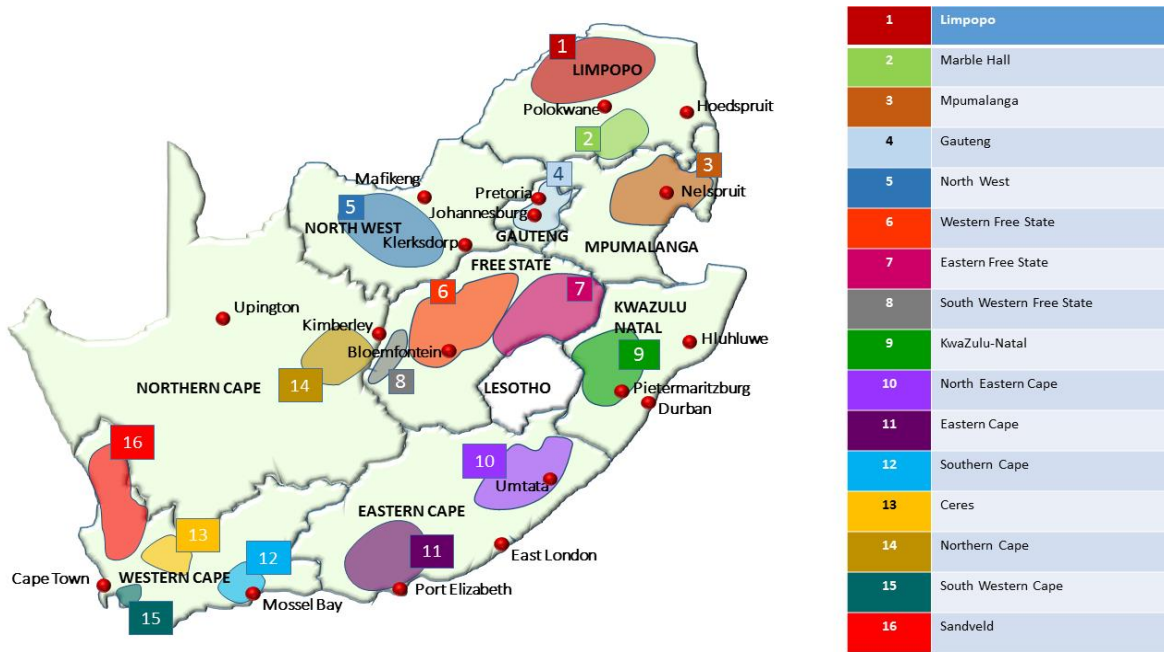 1
LIMPOPO
Polokwane
Hoedspruit
2
3
4
Mafikeng
Pretoria
Nelspruit
5
Johannesburg
NORTH WEST
GAUTENG
Klerksdorp
MPUMALANGA
FREE STATE
6
7
KWAZULU
NATAL
Upington
Kimberley
Hluhluwe
Bloemfontein
9
8
14
NORTHERN CAPE
LESOTHO
Pietermaritzburg
Durban
16
10
Umtata
EASTERN CAPE
13
11
12
East London
Cape Town
WESTERN CAPE
Port Elizabeth
Mossel Bay
15
1 Limpopo
2 Marble Hall
3 Mpumalanga
4 Gauteng
5 North West
6 Western Free State
7 Eastern Free State
8 South Western Free State
9 KwaZulu-Natal
10 North Eastern Cape
11 Eastern Cape
12 Southern Cape
13 Ceres
14 Northern Cape
15 South Western Cape
16 Sandveld